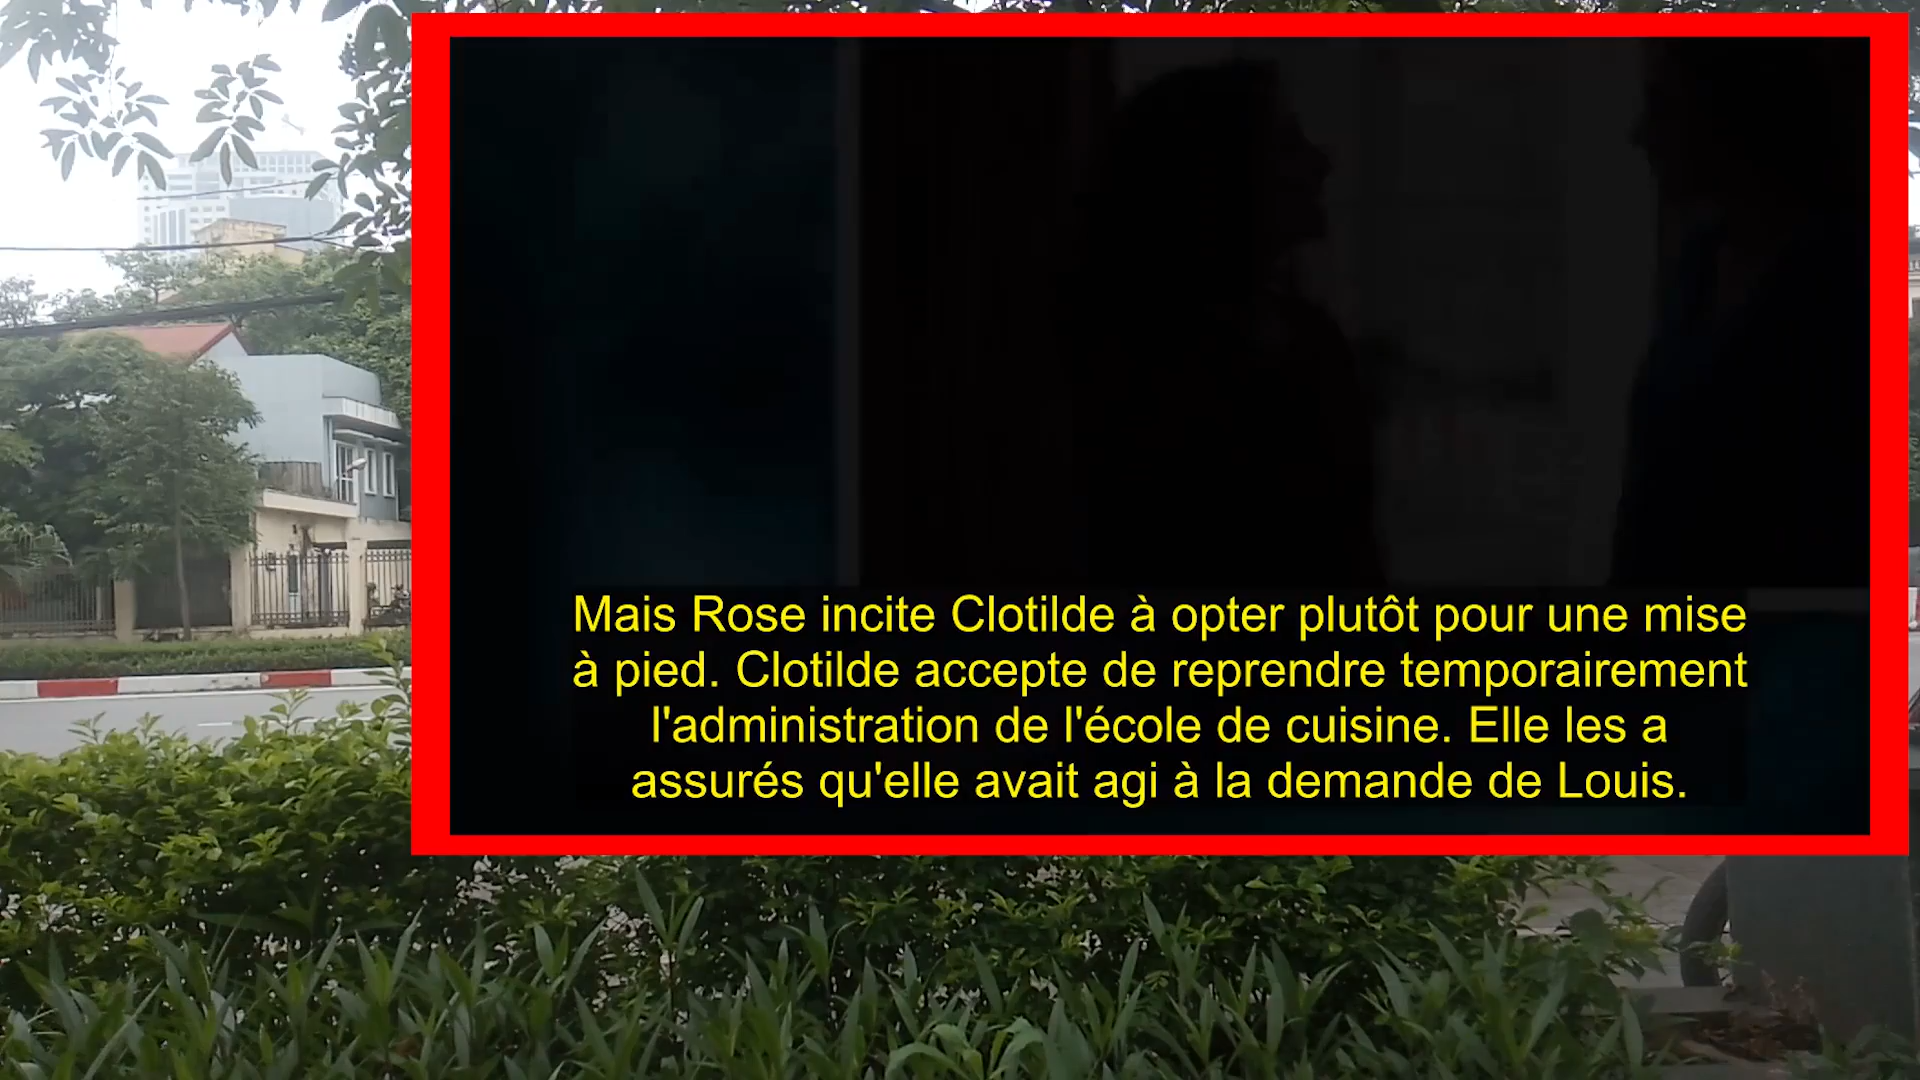 Mais Rose incite Clotilde à opter plutôt pour une mise
à pied. Clotilde accepte de reprendre temporairement
l'administration de l'école de cuisine. Elle les a
assurés qu'elle avait agi à la demande de Louis.